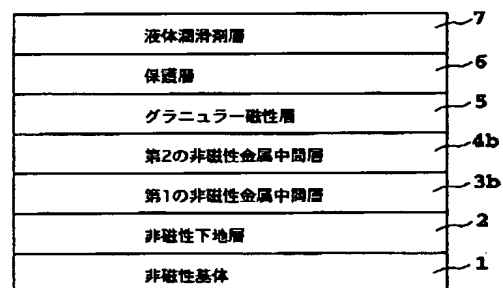 液体潤滑剤層 7
保護層 6
グラニュラー磁性層 5
第2の非磁性金属中間層 4b
第1の非磁性金属中間層 3b
非磁性下地層 2
非磁性基体 1